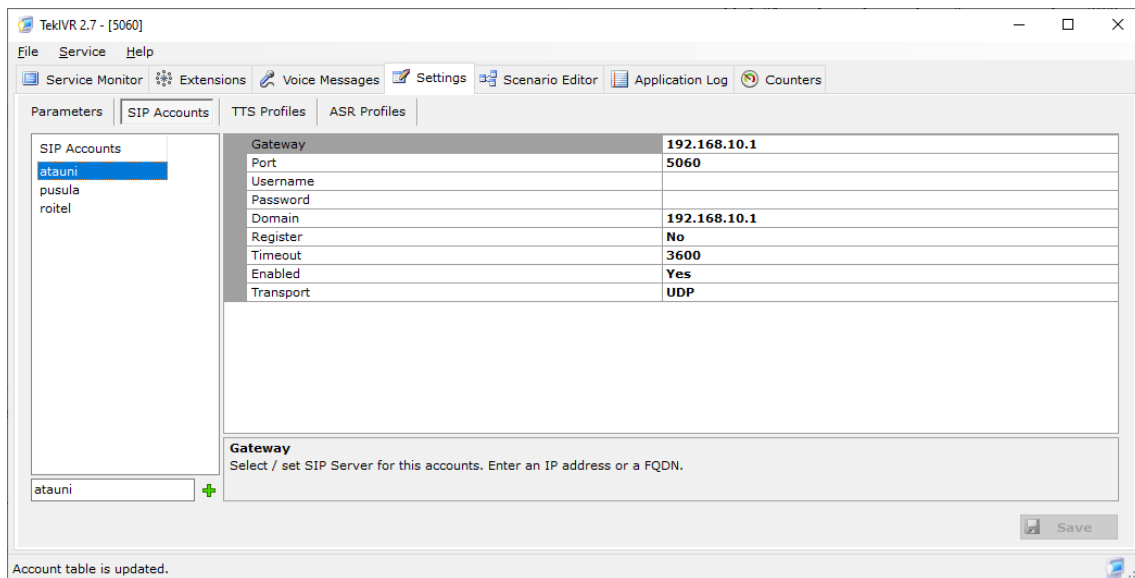 TekIVR 2.7 - [5060]
File Service Help
Service Monitor Extensions Voice Messages Settings Scenario Editor Application Log Counters
Parameters SIP Accounts TTS Profiles ASR Profiles
SIP Accounts
atauni
pusula
roitel
atauni
Gateway 192.168.10.1
Port 5060
Username
Password
Domain 192.168.10.1
Register No
Timeout 3600
Enabled Yes
Transport UDP
Gateway
Select / set SIP Server for this accounts. Enter an IP address or a FQDN.
Save
Account table is updated.